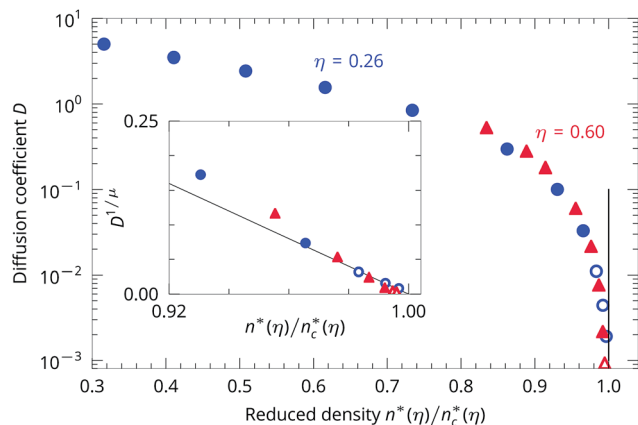 10¹
10⁰
10⁻¹
10⁻²
10⁻³
Diffusion coefficient D
η = 0.26
η = 0.60
0.25
0.00
D^{1/μ}
0.92 1.00
n*(η)/n_c*(η)
0.3 0.4 0.5 0.6 0.7 0.8 0.9 1.0
Reduced density n*(η)/n_c*(η)